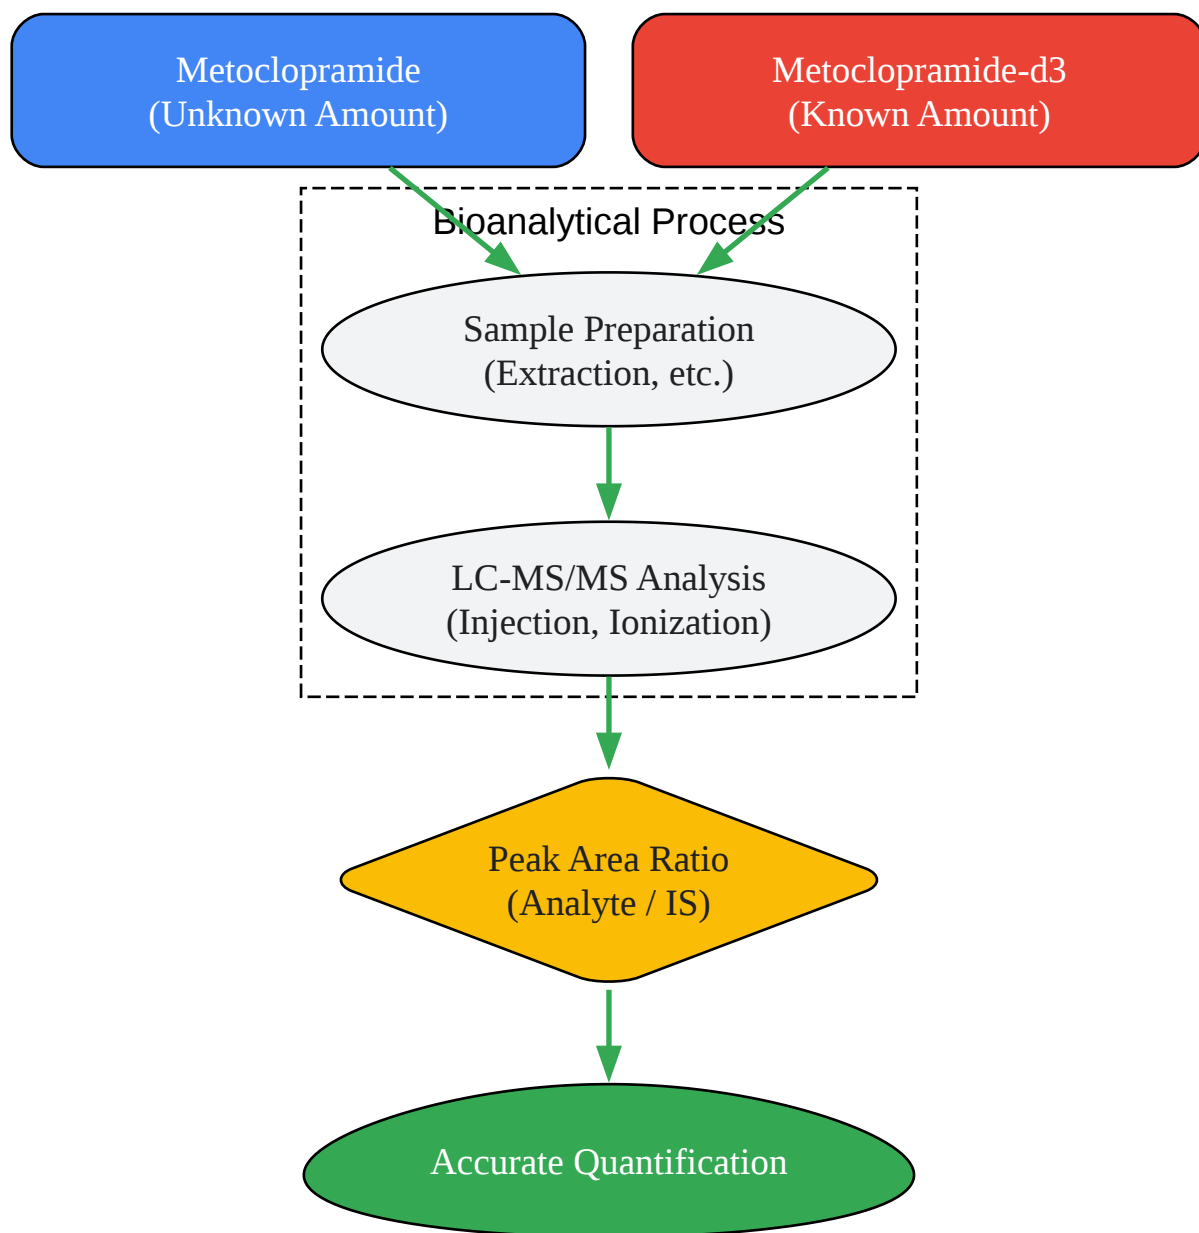 Metoclopramide
(Unknown Amount)
Metoclopramide-d3
(Known Amount)
Bioanalytical Process
Sample Preparation
(Extraction, etc.)
LC-MS/MS Analysis
(Injection, Ionization)
Peak Area Ratio
(Analyte / IS)
Accurate Quantification